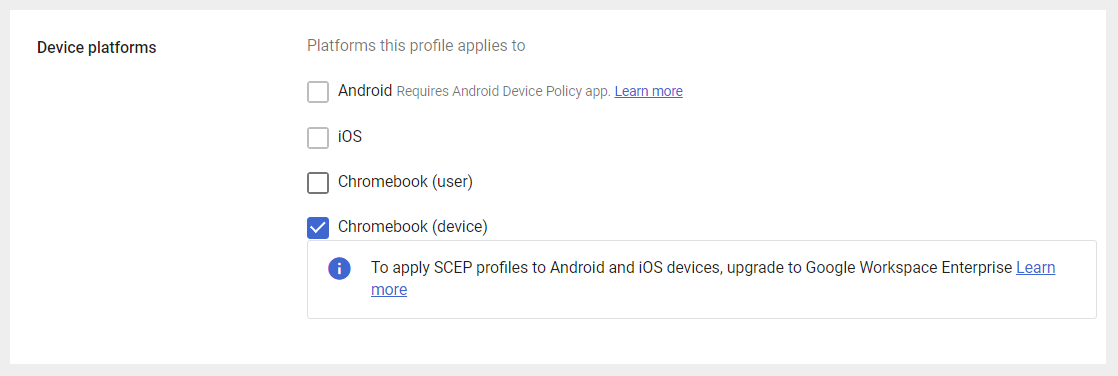 Device platforms
Platforms this profile applies to
Android Requires Android Device Policy app. Learn more
iOS
Chromebook (user)
Chromebook (device)
To apply SCEP profiles to Android and iOS devices, upgrade to Google Workspace Enterprise Learn
more